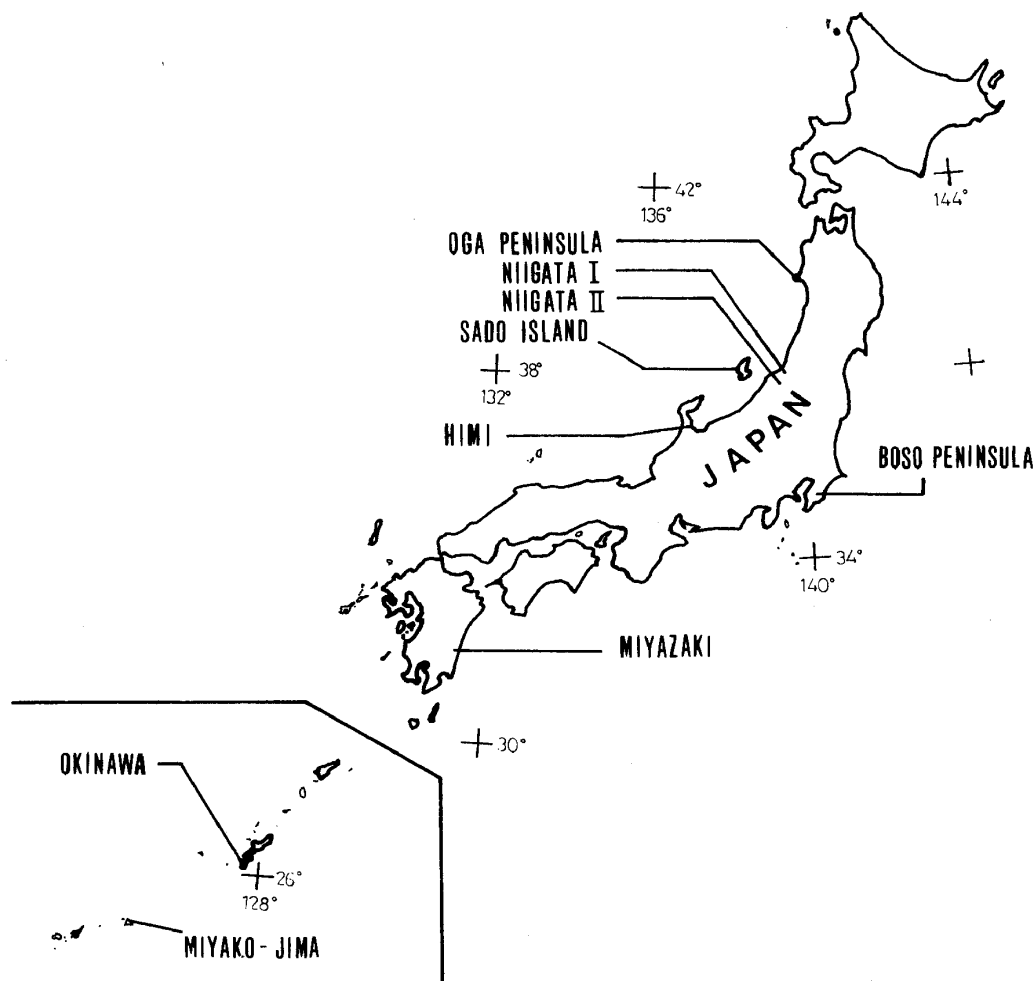 42°
136°
144°
OGA PENINSULA
NIIGATA I
NIIGATA II
SADO ISLAND
38°
132°
HIMI
JAPAN
BOSO PENINSULA
34°
140°
MIYAZAKI
30°
OKINAWA
26°
128°
MIYAKO-JIMA